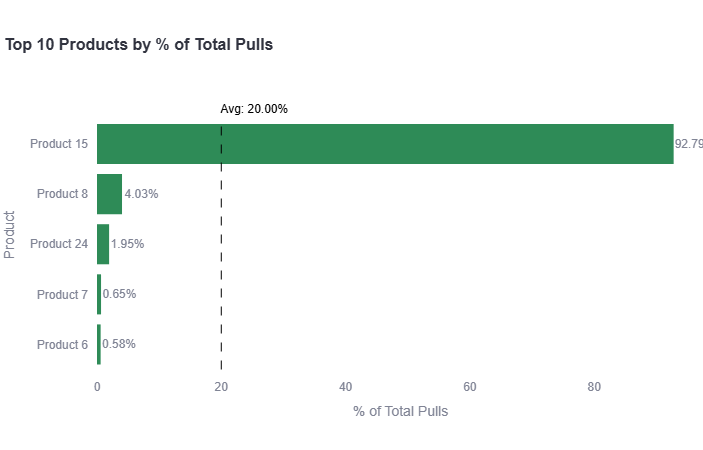 Top 10 Products by % of Total Pulls
Avg: 20.00%
Product 15
92.79
Product 8
4.03%
Product 24
1.95%
Product 7
0.65%
Product 6
0.58%
Product
0 20 40 60 80
% of Total Pulls